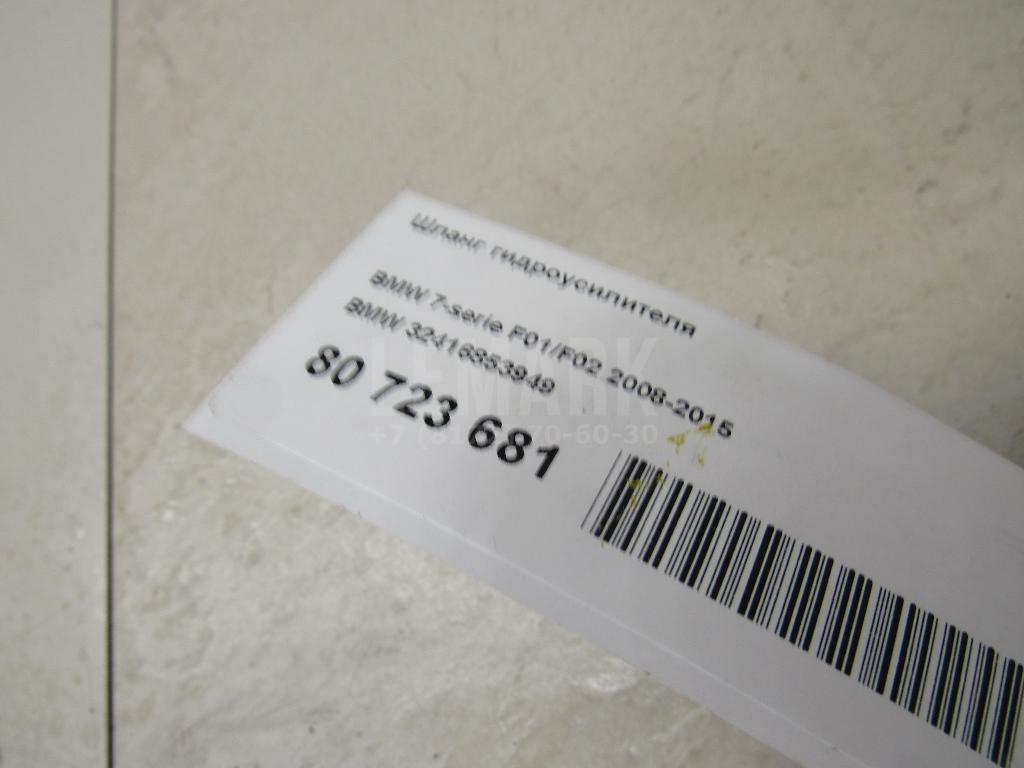 Шланг гидроусилителя
BMW 7-serie F01/F02 2008-2015
BMW 32416853949
80 723 681
LEMARK